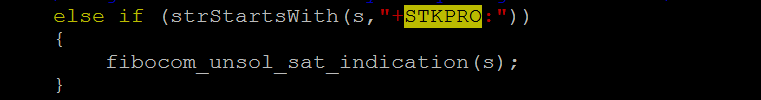 else if (strStartsWith(s,"+STKPRO:"))
{
    fibocom_unsol_sat_indication(s);
}